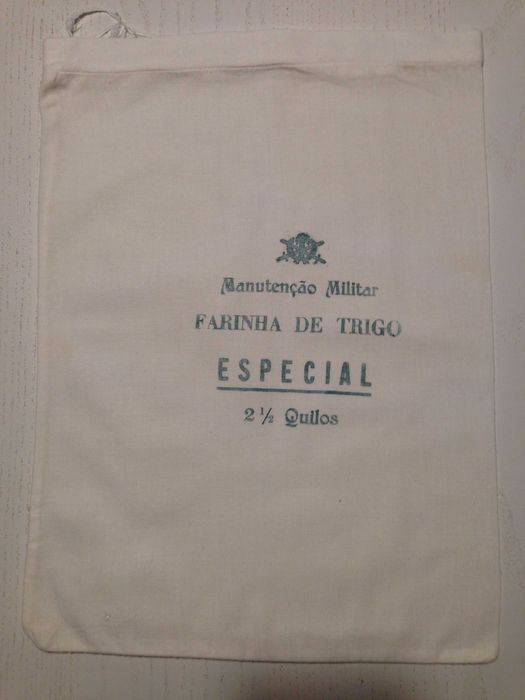 Manutenção Militar
FARINHA DE TRIGO
ESPECIAL
2 ½ Quilos